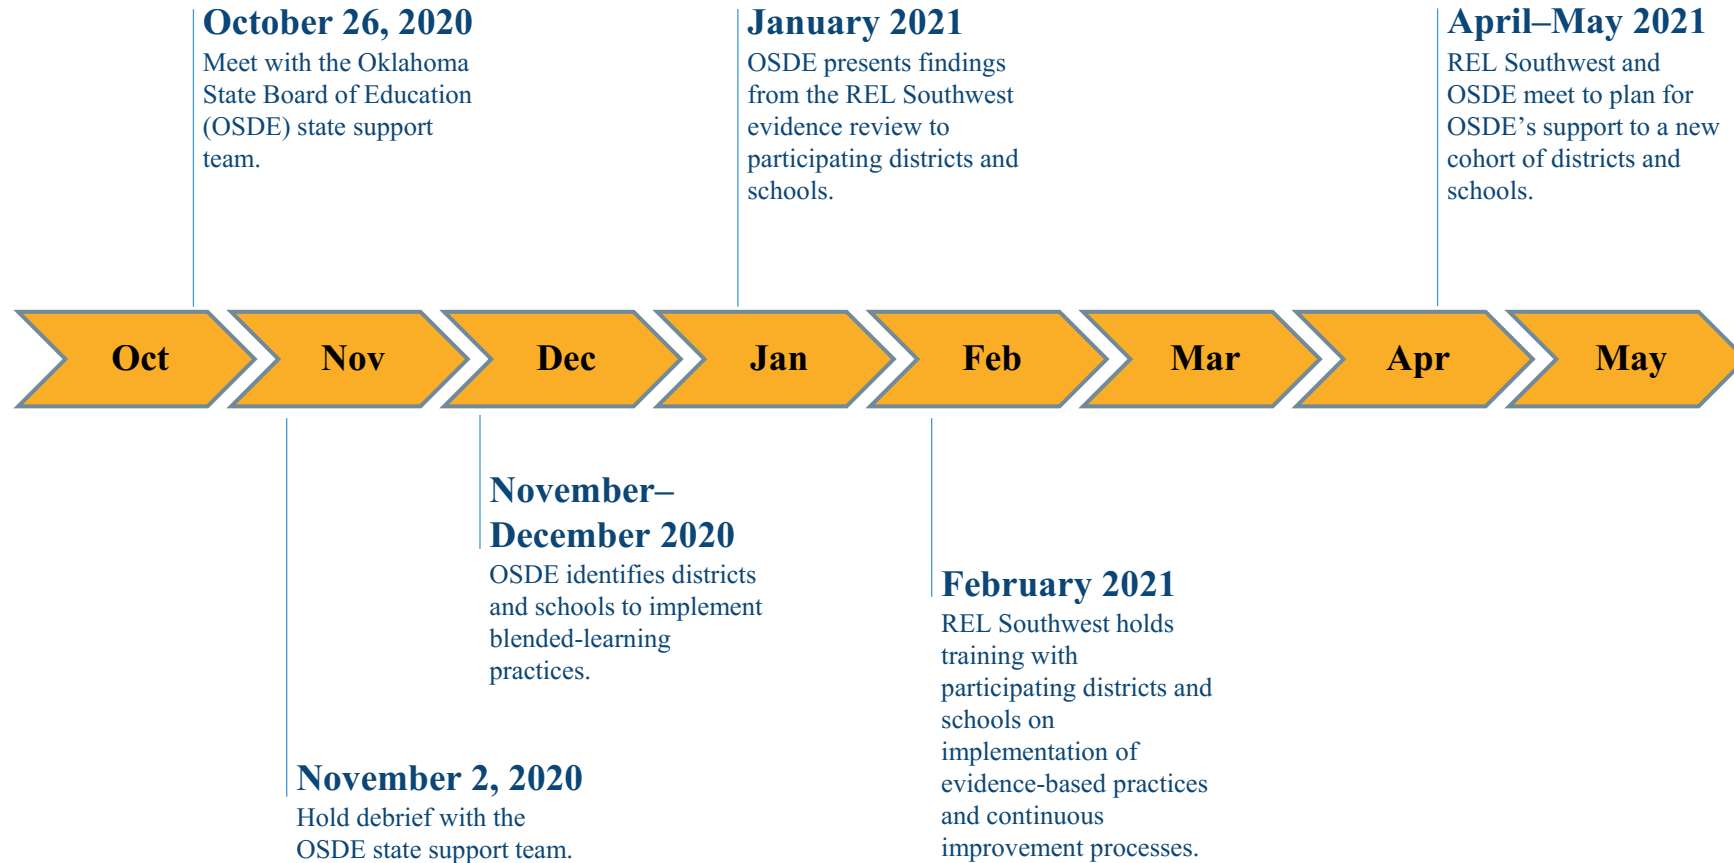 October 26, 2020
Meet with the Oklahoma
State Board of Education
(OSDE) state support
team.
January 2021
OSDE presents findings
from the REL Southwest
evidence review to
participating districts and
schools.
April–May 2021
REL Southwest and
OSDE meet to plan for
OSDE’s support to a new
cohort of districts and
schools.
Oct
Nov
Dec
Jan
Feb
Mar
Apr
May
November–
December 2020
OSDE identifies districts
and schools to implement
blended-learning
practices.
November 2, 2020
Hold debrief with the
OSDE state support team.
February 2021
REL Southwest holds
training with
participating districts and
schools on
implementation of
evidence-based practices
and continuous
improvement processes.